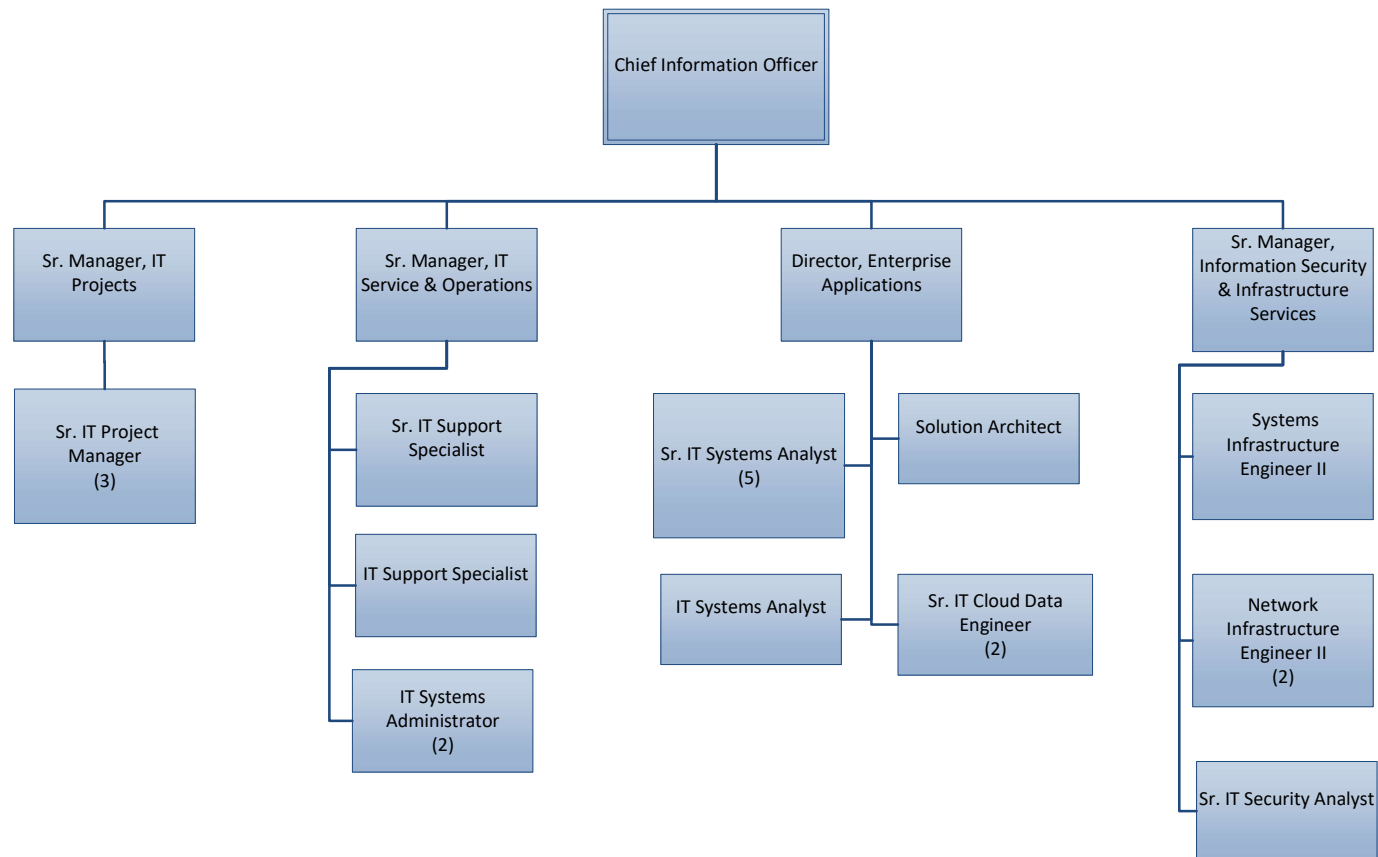 Chief Information Officer
Sr. Manager, IT
Projects
Sr. Manager, IT
Service & Operations
Director, Enterprise
Applications
Sr. Manager,
Information Security
& Infrastructure
Services
Sr. IT Project
Manager
(3)
Sr. IT Support
Specialist
IT Support Specialist
IT Systems
Administrator
(2)
Sr. IT Systems Analyst
(5)
Solution Architect
IT Systems Analyst
Sr. IT Cloud Data
Engineer
(2)
Systems
Infrastructure
Engineer II
Network
Infrastructure
Engineer II
(2)
Sr. IT Security Analyst